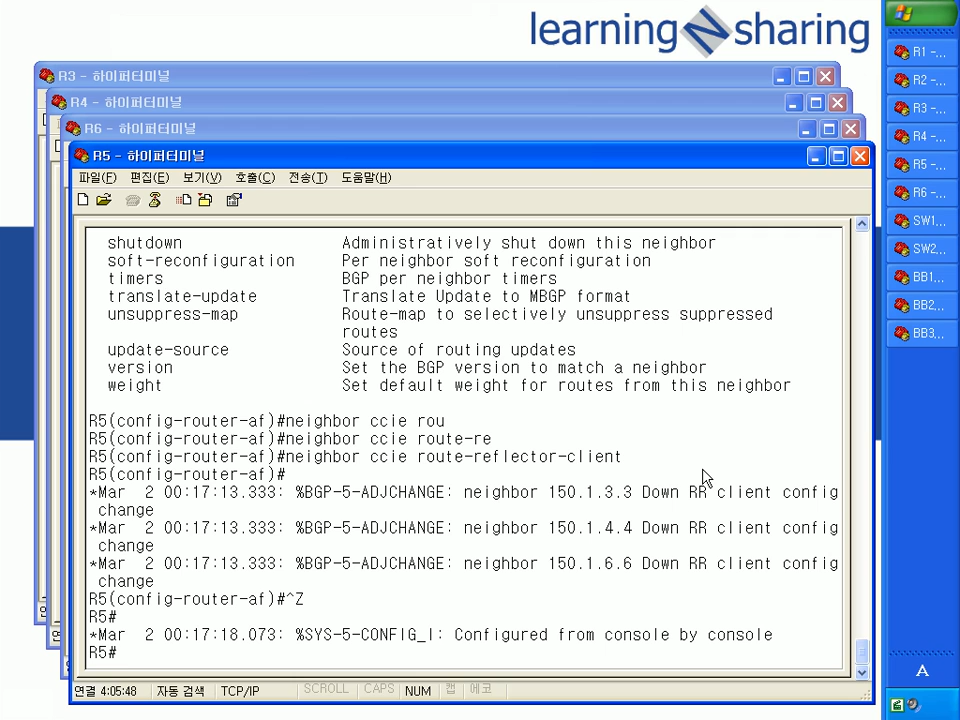 learning sharing
R3 - 하이퍼터미널
R4 - 하이퍼터미널
R6 - 하이퍼터미널
R5 - 하이퍼터미널
파일(F) 편집(E) 보기(V) 호출(C) 전송(T) 도움말(H)
shutdown Administratively shut down this neighbor
soft-reconfiguration Per neighbor soft reconfiguration
timers BGP per neighbor timers
translate-update Translate Update to MBGP format
unsuppress-map Route-map to selectively unsuppress suppressed
routes
update-source Source of routing updates
version Set the BGP version to match a neighbor
weight Set default weight for routes from this neighbor
R5(config-router-af)#neighbor ccie rou
R5(config-router-af)#neighbor ccie route-re
R5(config-router-af)#neighbor ccie route-reflector-client
R5(config-router-af)#
*Mar  2 00:17:13.333: %BGP-5-ADJCHANGE: neighbor 150.1.3.3 Down RR client config
change
*Mar  2 00:17:13.333: %BGP-5-ADJCHANGE: neighbor 150.1.4.4 Down RR client config
change
*Mar  2 00:17:13.333: %BGP-5-ADJCHANGE: neighbor 150.1.6.6 Down RR client config
change
R5(config-router-af)#^Z
R5#
*Mar  2 00:17:18.073: %SYS-5-CONFIG_I: Configured from console by console
R5#
연결 4:05:48 자동 검색 TCP/IP SCROLL CAPS NUM 캡 에코
R1 -...
R2 -...
R3 -...
R4 -...
R5 -...
R6 -...
SW1...
SW2...
BB1...
BB2...
BB3...
A